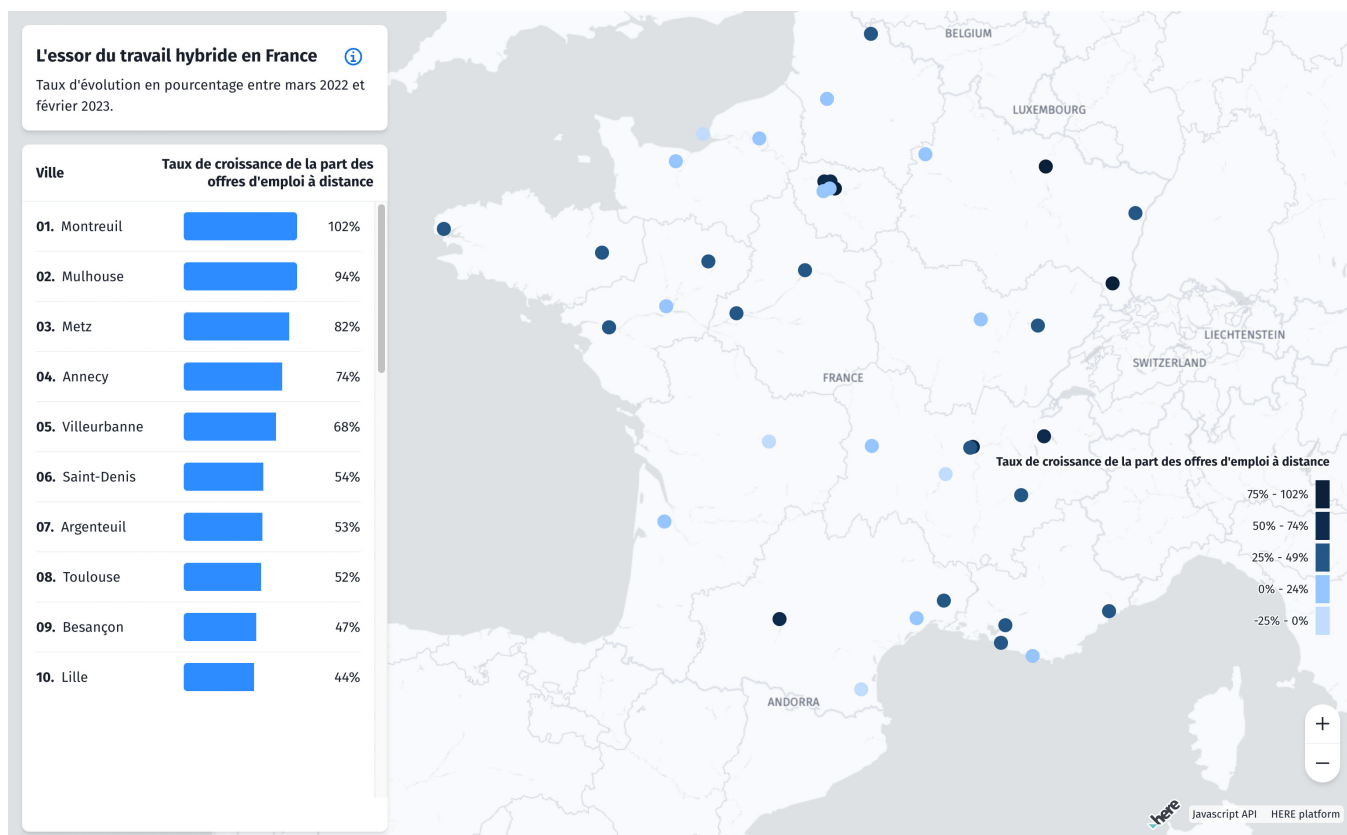 L'essor du travail hybride en France
Taux d'évolution en pourcentage entre mars 2022 et
février 2023.
Ville
Taux de croissance de la part des
offres d'emploi à distance
01. Montreuil 102%
02. Mulhouse 94%
03. Metz 82%
04. Annecy 74%
05. Villeurbanne 68%
06. Saint-Denis 54%
07. Argenteuil 53%
08. Toulouse 52%
09. Besançon 47%
10. Lille 44%
BELGIUM
LUXEMBOURG
LIECHTENSTEIN
SWITZERLAND
FRANCE
ANDORRA
Taux de croissance de la part des offres d'emploi à distance
75% - 102%
50% - 74%
25% - 49%
0% - 24%
-25% - 0%
+
−
here
Javascript API HERE platform